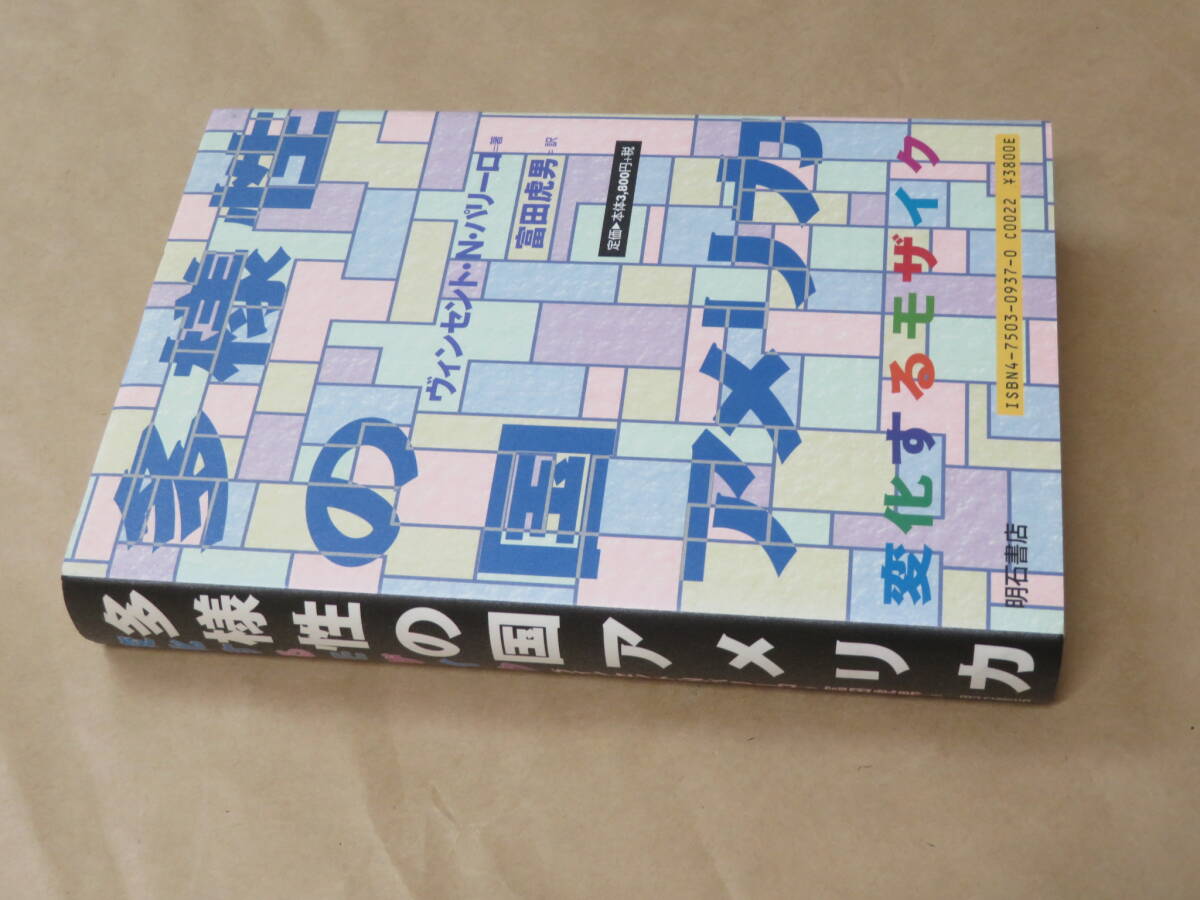 多様性
の国
アメリカ
ヴィンセント・N・パリーロ=著
富田虎男=訳
定価▶本体3,800円+税
変化するモザイク
ISBN4-7503-0937-0 C0022 ¥3800E
明石書店
多様性の国アメリカ